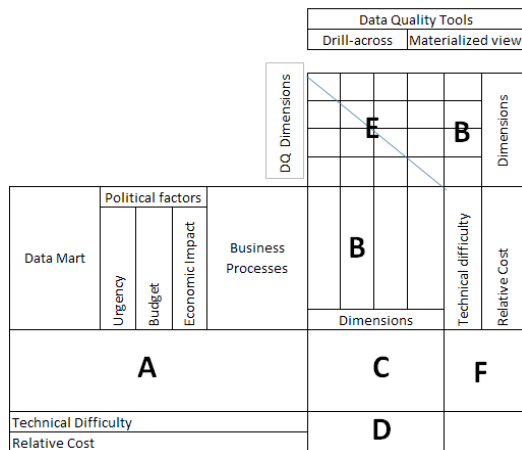 Data Quality Tools
Drill-across Materialized view
DQ Dimensions
E
B
Dimensions
Data Mart
Political factors
Urgency
Budget
Economic Impact
Business
Processes
B
Technical difficulty
Relative Cost
Dimensions
A
C
F
Technical Difficulty
D
Relative Cost